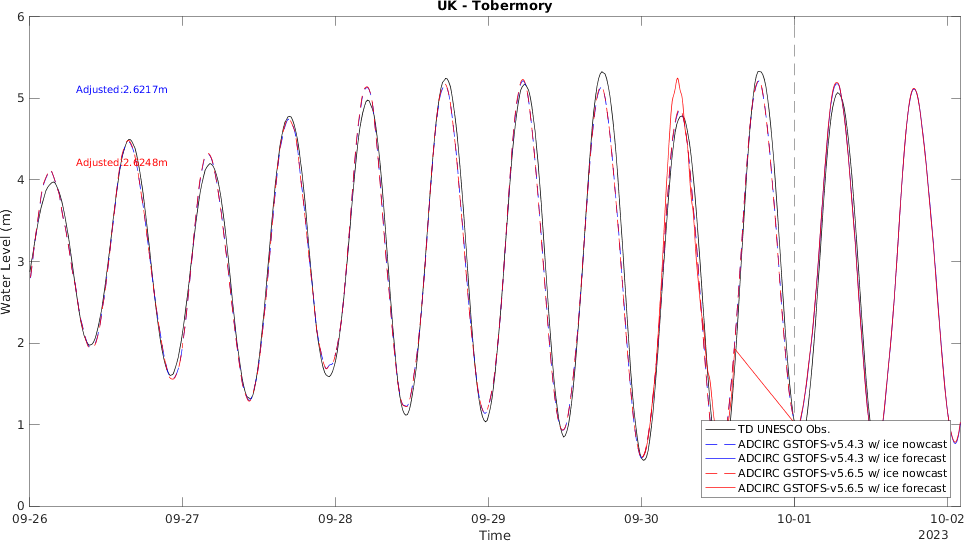 UK - Tobermory
6
5
4
3
2
1
0
Water Level (m)
Adjusted:2.6217m
Adjusted:2.6248m
TD UNESCO Obs.
ADCIRC GSTOFS-v5.4.3 w/ ice nowcast
ADCIRC GSTOFS-v5.4.3 w/ ice forecast
ADCIRC GSTOFS-v5.6.5 w/ ice nowcast
ADCIRC GSTOFS-v5.6.5 w/ ice forecast
09-26 09-27 09-28 09-29 09-30 10-01 10-02
Time
2023